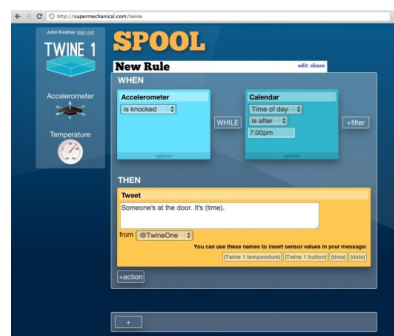 http://supermechanical.com/twine
John Kestner sign out
TWINE 1
SPOOL
New Rule
edit share
WHEN
Accelerometer
is knocked
WHILE
Calendar
Time of day
is after
7:00pm
+filter
Accelerometer
Temperature
THEN
Tweet
Someone's at the door. It's (time).
from @TwineOne
You can use these names to insert sensor values in your message:
(Twine 1 temperature) (Twine 1 button) (time) (date)
+action
+